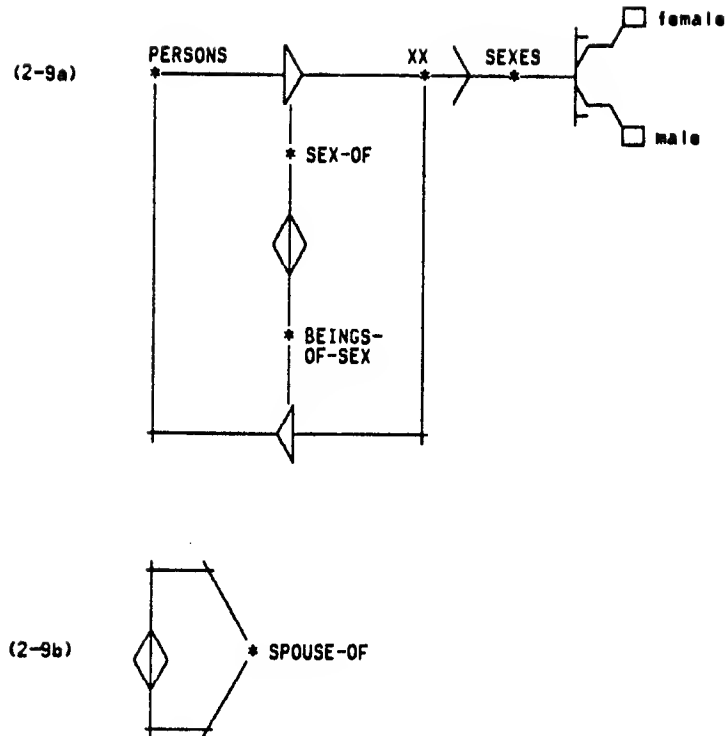 female
PERSONS XX SEXES
(2-9a)
male
* SEX-OF
* BEINGS-
OF-SEX
(2-9b)
* SPOUSE-OF